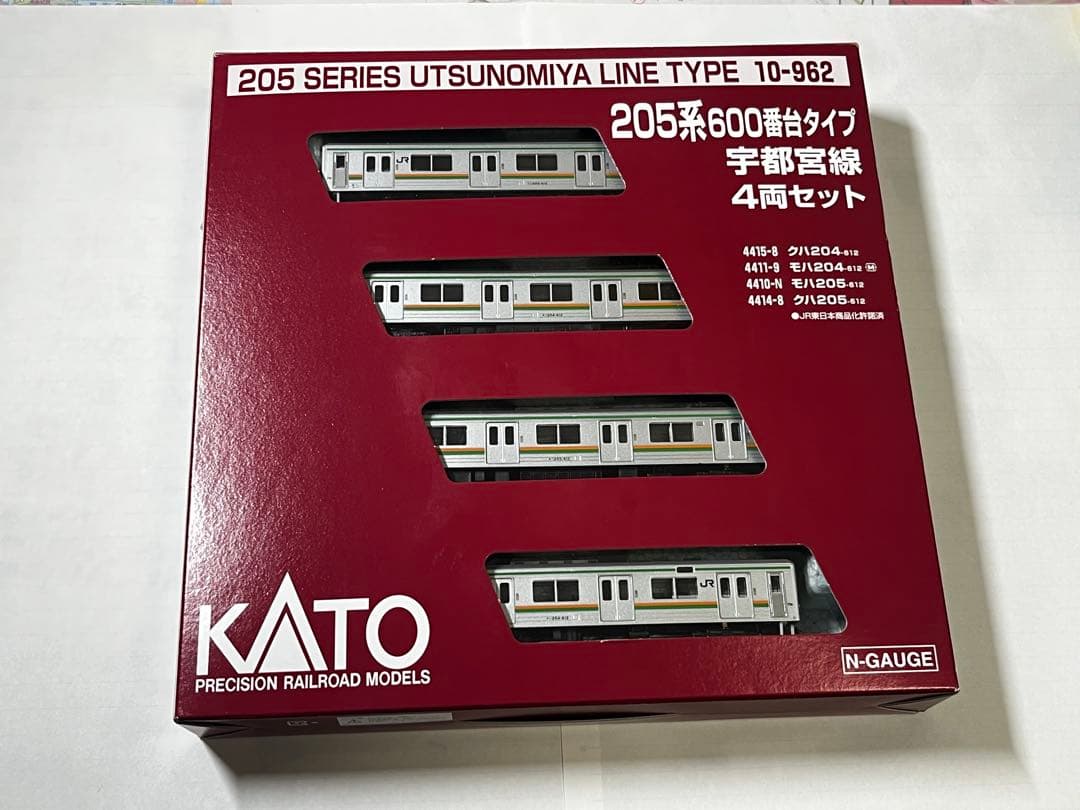 205 SERIES UTSUNOMIYA LINE TYPE 10-962
205系600番台タイプ
宇都宮線
4両セット
4415-8 クハ204-612
4411-9 モハ204-612 M
4410-N モハ205-612
4414-8 クハ205-612
●JR東日本商品化許諾済
JR
JR
KATO
PRECISION RAILROAD MODELS
N-GAUGE